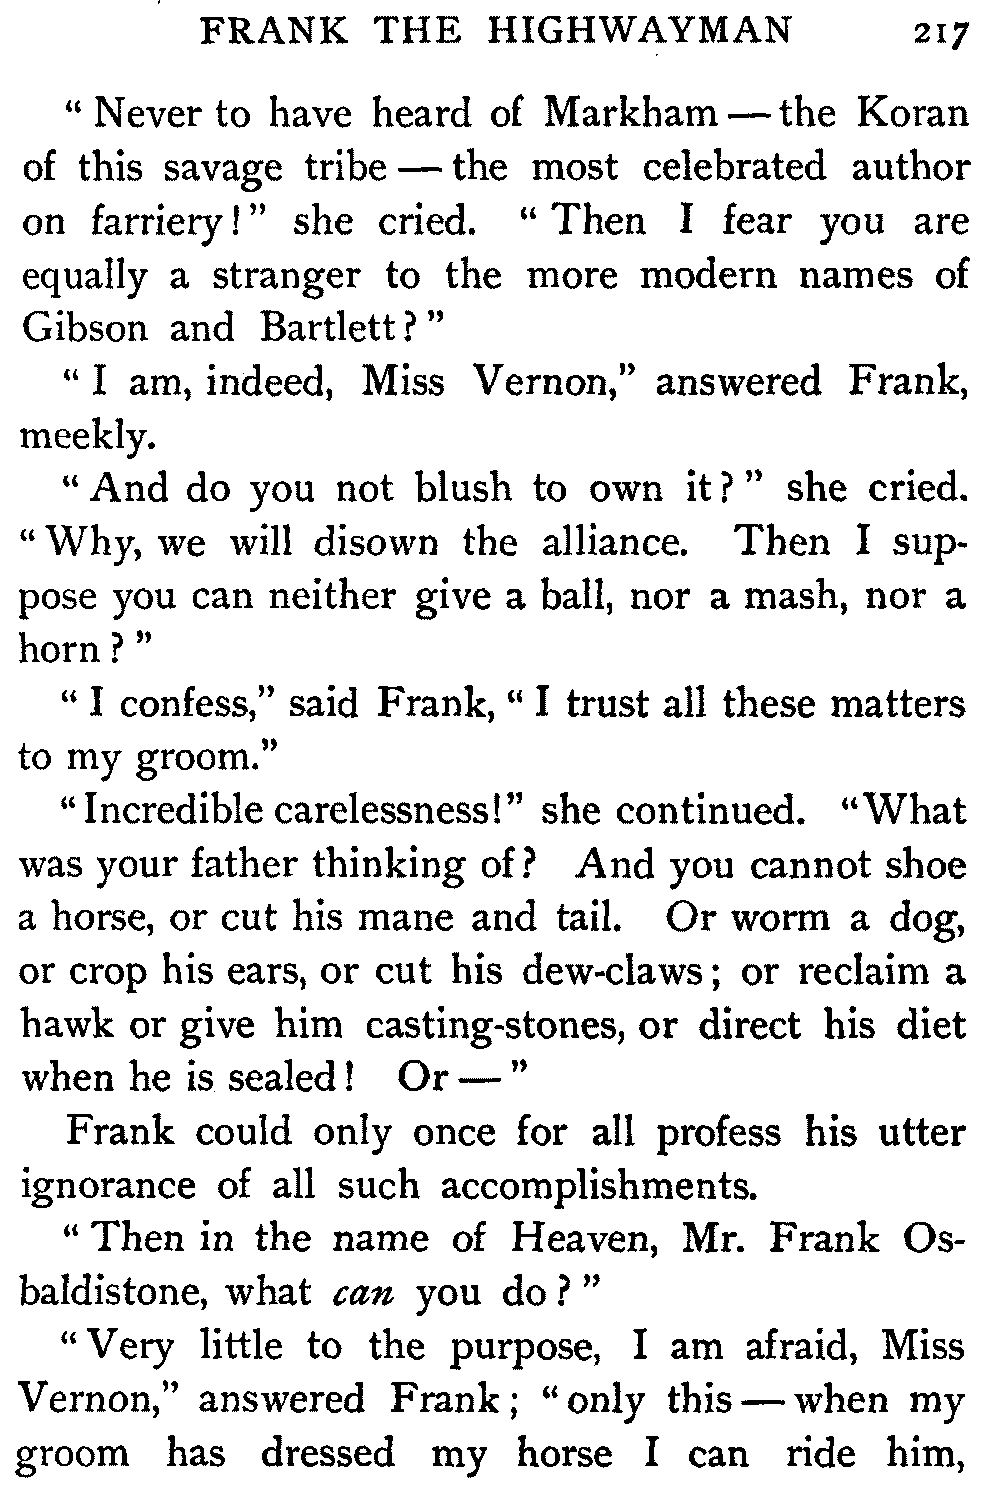 FRANK THE HIGHWAYMAN 217
“ Never to have heard of Markham — the Koran
of this savage tribe — the most celebrated author
on farriery!” she cried. “ Then I fear you are
equally a stranger to the more modern names of
Gibson and Bartlett?”
“ I am, indeed, Miss Vernon,” answered Frank,
meekly.
“ And do you not blush to own it?” she cried.
“ Why, we will disown the alliance. Then I sup-
pose you can neither give a ball, nor a mash, nor a
horn?”
“ I confess,” said Frank, “ I trust all these matters
to my groom.”
“ Incredible carelessness!” she continued. “ What
was your father thinking of? And you cannot shoe
a horse, or cut his mane and tail. Or worm a dog,
or crop his ears, or cut his dew-claws; or reclaim a
hawk or give him casting-stones, or direct his diet
when he is sealed! Or — ”
Frank could only once for all profess his utter
ignorance of all such accomplishments.
“ Then in the name of Heaven, Mr. Frank Os-
baldistone, what can you do?”
“ Very little to the purpose, I am afraid, Miss
Vernon,” answered Frank; “ only this — when my
groom has dressed my horse I can ride him,